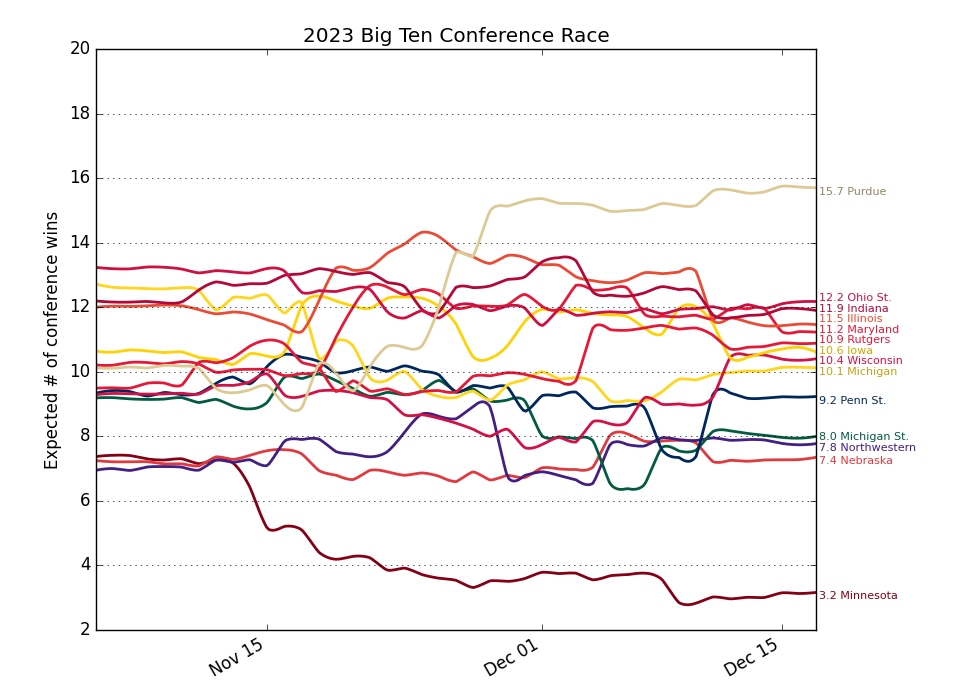 2023 Big Ten Conference Race
Expected # of conference wins
20
18
16
14
12
10
8
6
4
2
15.7 Purdue
12.2 Ohio St.
11.9 Indiana
11.5 Illinois
11.2 Maryland
10.9 Rutgers
10.6 Iowa
10.4 Wisconsin
10.1 Michigan
9.2 Penn St.
8.0 Michigan St.
7.8 Northwestern
7.4 Nebraska
3.2 Minnesota
Nov 15
Dec 01
Dec 15